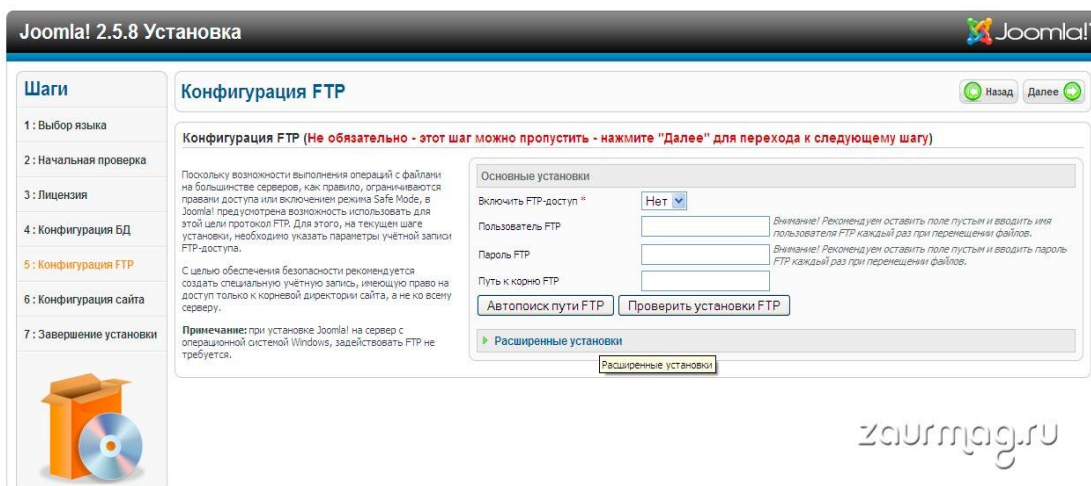 Joomla! 2.5.8 Установка
Joomla!
Шаги
1 : Выбор языка
2 : Начальная проверка
3 : Лицензия
4 : Конфигурация БД
5 : Конфигурация FTP
6 : Конфигурация сайта
7 : Завершение установки
Конфигурация FTP
Назад
Далее
Конфигурация FTP (Не обязательно - этот шаг можно пропустить - нажмите "Далее" для перехода к следующему шагу)
Поскольку возможности выполнения операций с файлами
на большинстве серверов, как правило, ограничиваются
правами доступа или включением режима Safe Mode, в
Joomla! предусмотрена возможность использовать для
этой цели протокол FTP. Для этого, на текущем шаге
установки, необходимо указать параметры учётной записи
FTP-доступа.
С целью обеспечения безопасности рекомендуется
создать специальную учётную запись, имеющую право на
доступ только к корневой директории сайта, а не ко всему
серверу.
Примечание: при установке Joomla! на сервер с
операционной системой Windows, задействовать FTP не
требуется.
Основные установки
Включить FTP-доступ *
Нет
Пользователь FTP
Внимание! Рекомендуем оставить поле пустым и вводить имя
пользователя FTP каждый раз при перемещении файлов.
Пароль FTP
Внимание! Рекомендуем оставить поле пустым и вводить пароль
FTP каждый раз при перемещении файлов.
Путь к корню FTP
Автопоиск пути FTP
Проверить установки FTP
Расширенные установки
Расширенные установки
zaurmag.ru